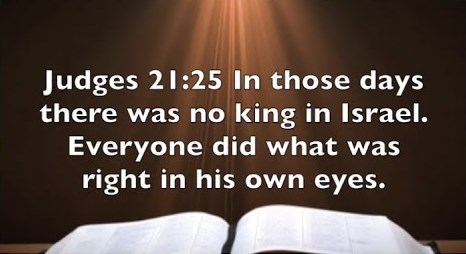 Judges 21:25 In those days
there was no king in Israel.
Everyone did what was
right in his own eyes.